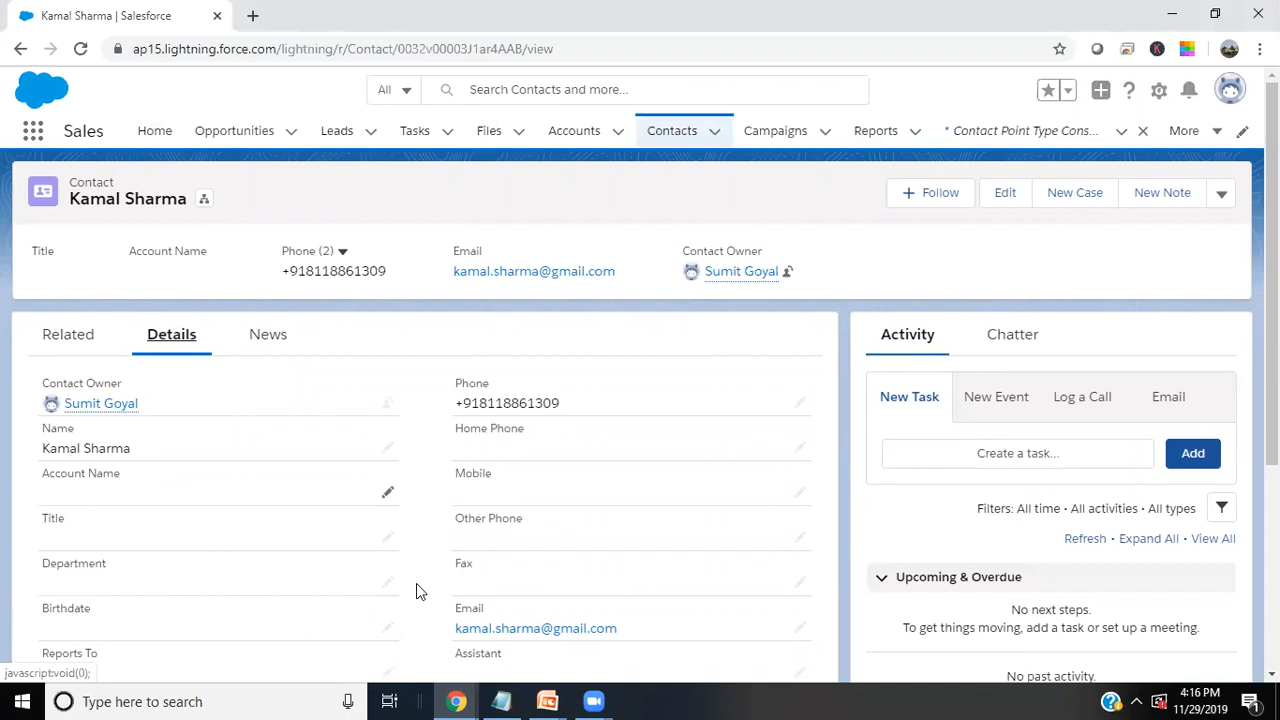 Kamal Sharma | Salesforce
ap15.lightning.force.com/lightning/r/Contact/0032v00003J1ar4AAB/view
All
Search Contacts and more...
Sales
Home
Opportunities
Leads
Tasks
Files
Accounts
Contacts
Campaigns
Reports
* Contact Point Type Cons...
More
Contact
Kamal Sharma
Follow
Edit
New Case
New Note
Title
Account Name
Phone (2)
Email
Contact Owner
+918118861309
kamal.sharma@gmail.com
Sumit Goyal
Related
Details
News
Activity
Chatter
Contact Owner
Sumit Goyal
Phone
+918118861309
Name
Kamal Sharma
Home Phone
Account Name
Mobile
Title
Other Phone
Department
Fax
Birthdate
Email
kamal.sharma@gmail.com
Reports To
Assistant
New Task
New Event
Log a Call
Email
Create a task...
Add
Filters: All time • All activities • All types
Refresh • Expand All • View All
Upcoming & Overdue
No next steps.
To get things moving, add a task or set up a meeting.
No past activity.
javascript:void(0);
Type here to search
4:16 PM
11/29/2019